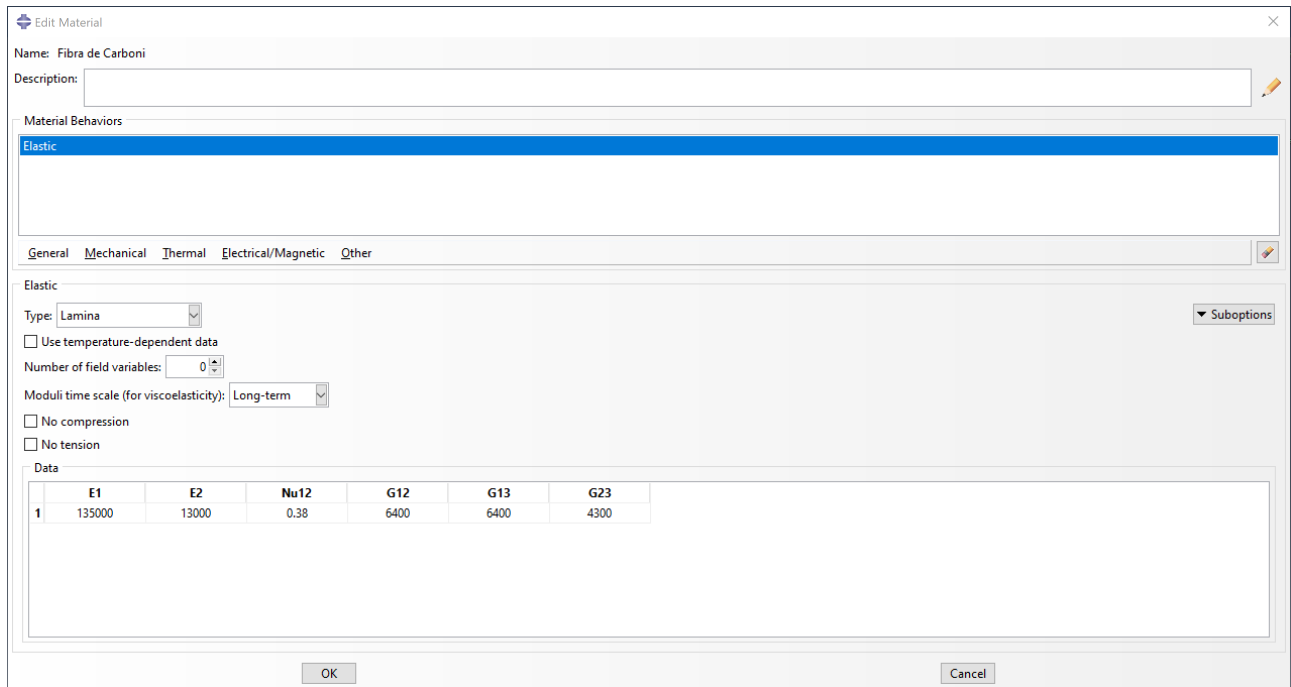 Edit Material
Name: Fibra de Carboni
Description:
Material Behaviors
Elastic
General Mechanical Thermal Electrical/Magnetic Other
Elastic
Type: Lamina
Suboptions
Use temperature-dependent data
Number of field variables: 0
Moduli time scale (for viscoelasticity): Long-term
No compression
No tension
Data
E1 E2 Nu12 G12 G13 G23
1 135000 13000 0.38 6400 6400 4300
OK Cancel